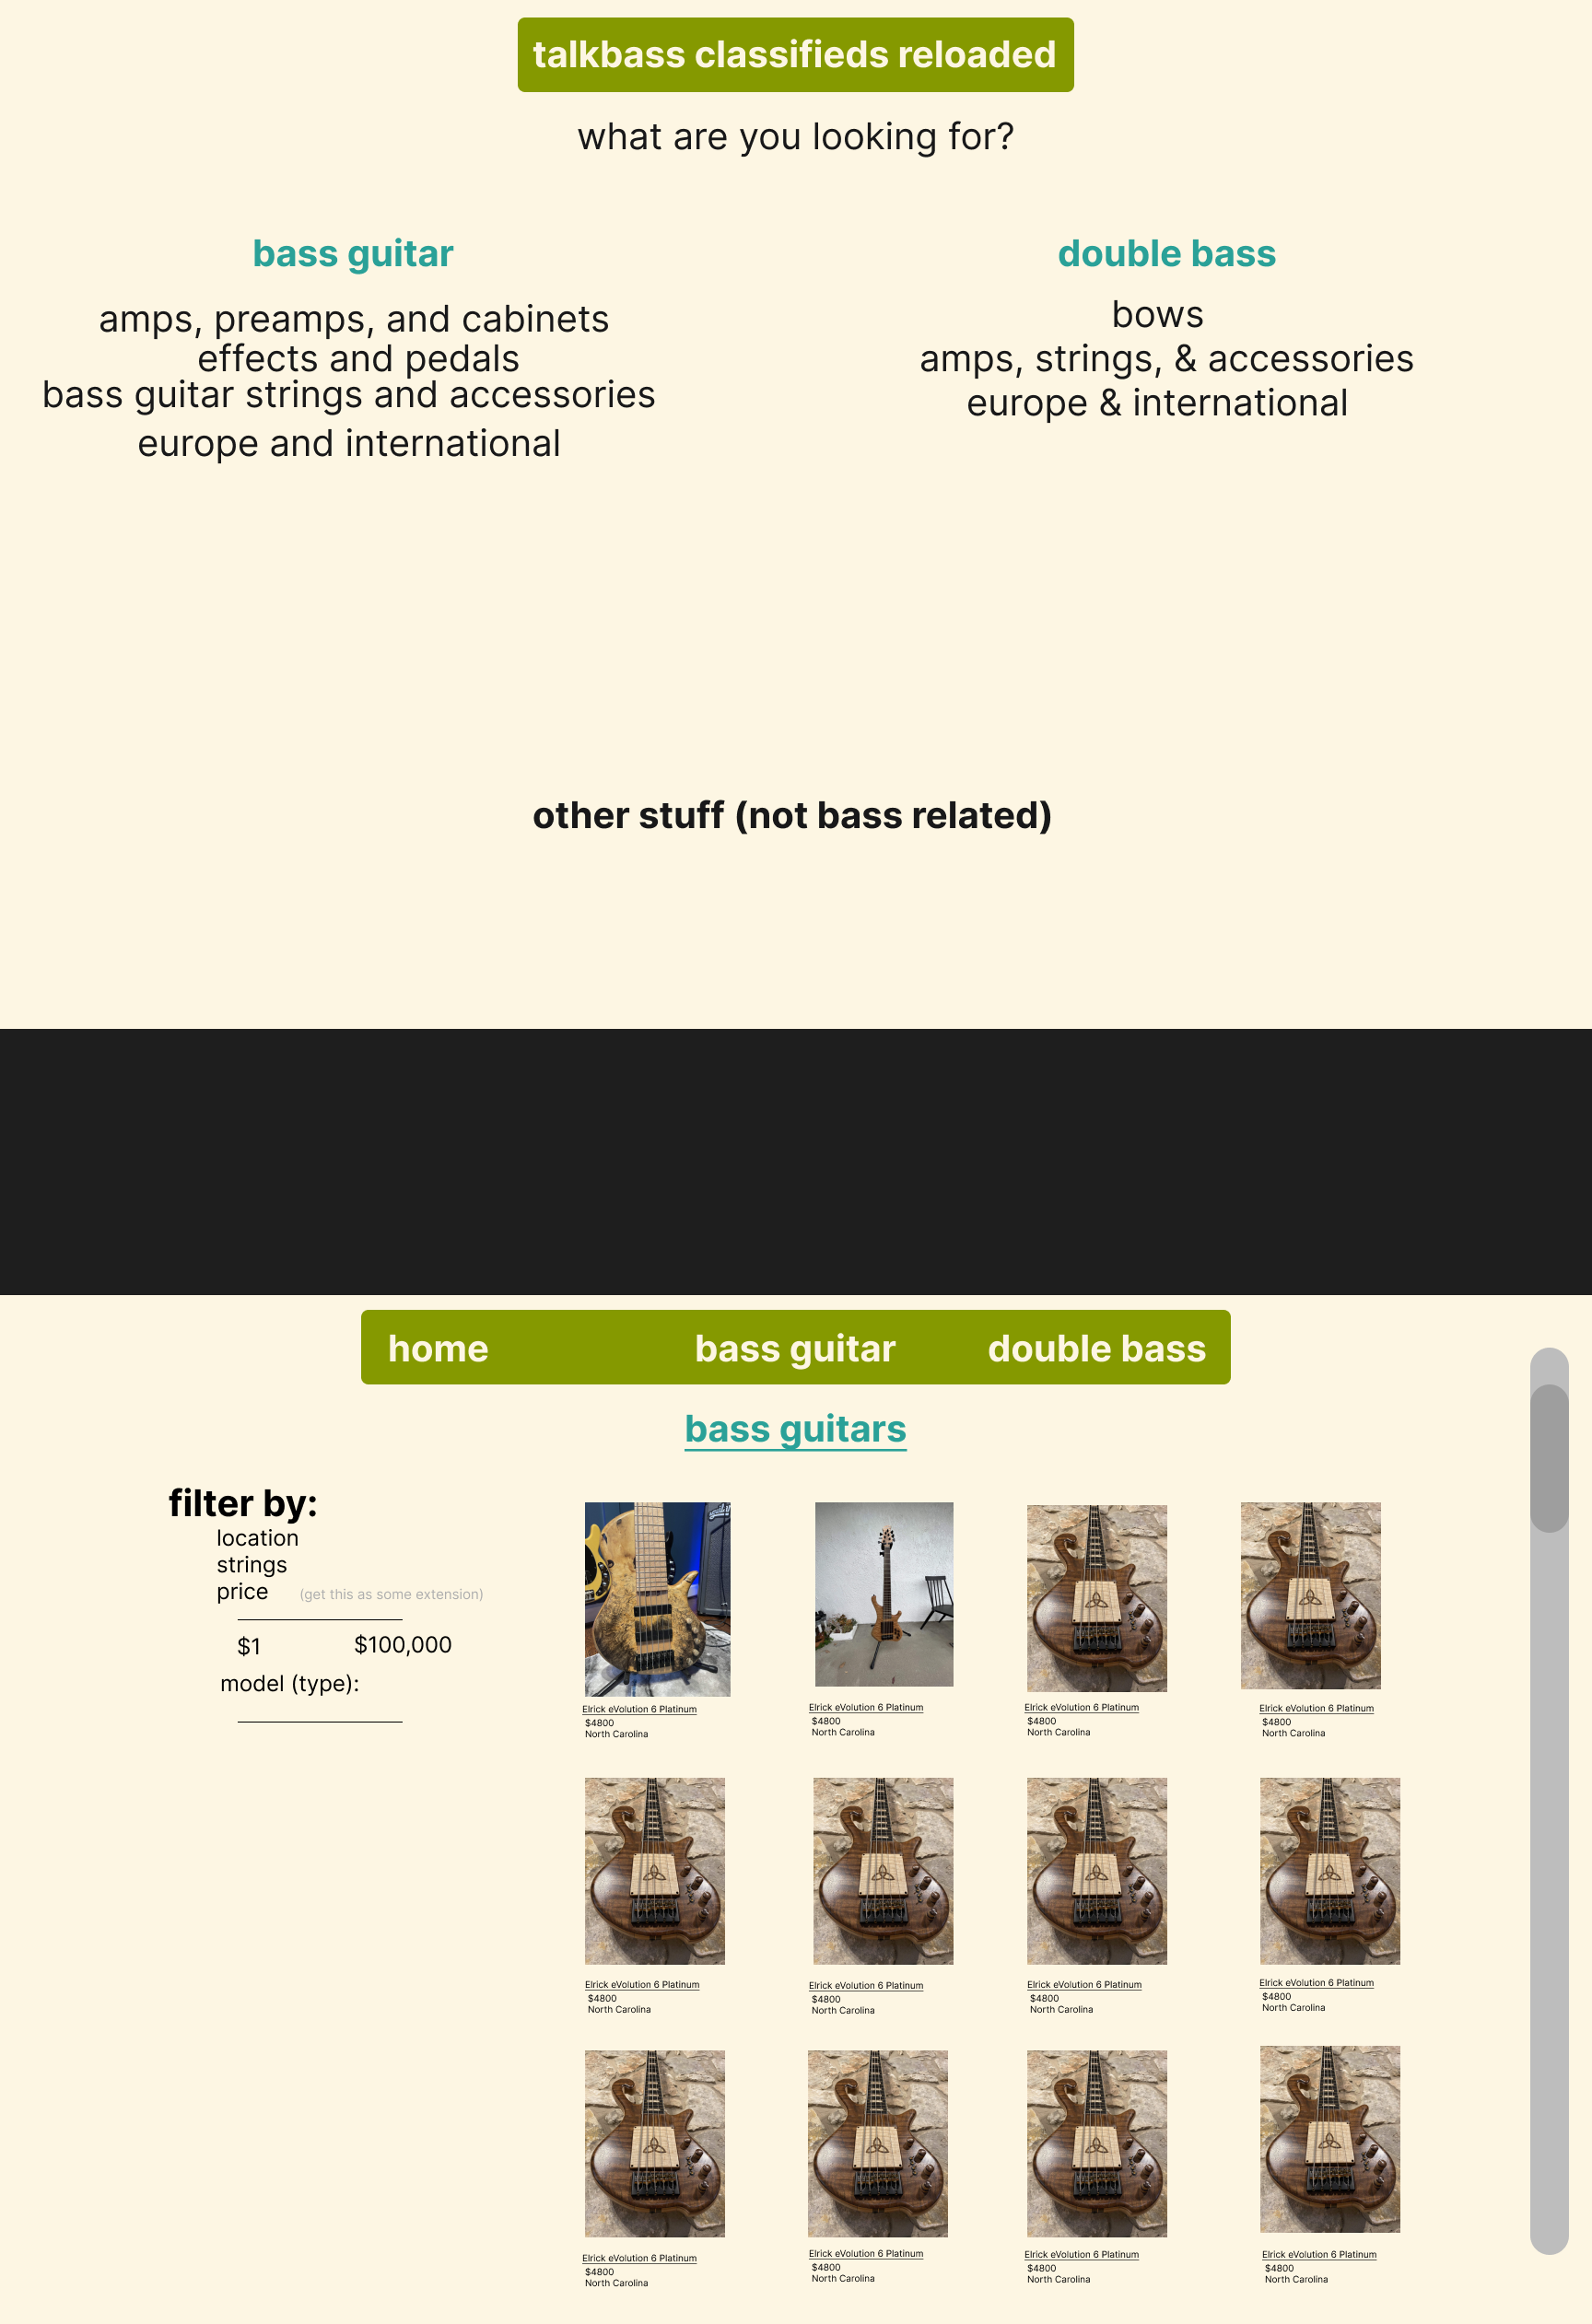 talkbass classifieds reloaded
what are you looking for?
bass guitar
amps, preamps, and cabinets
effects and pedals
bass guitar strings and accessories
europe and international
double bass
bows
amps, strings, & accessories
europe & international
other stuff (not bass related)
home bass guitar double bass
bass guitars
filter by:
location
strings
price (get this as some extension)
$1 $100,000
model (type):
Elrick eVolution 6 Platinum
$4800
North Carolina
Elrick eVolution 6 Platinum
$4800
North Carolina
Elrick eVolution 6 Platinum
$4800
North Carolina
Elrick eVolution 6 Platinum
$4800
North Carolina
Elrick eVolution 6 Platinum
$4800
North Carolina
Elrick eVolution 6 Platinum
$4800
North Carolina
Elrick eVolution 6 Platinum
$4800
North Carolina
Elrick eVolution 6 Platinum
$4800
North Carolina
Elrick eVolution 6 Platinum
$4800
North Carolina
Elrick eVolution 6 Platinum
$4800
North Carolina
Elrick eVolution 6 Platinum
$4800
North Carolina
Elrick eVolution 6 Platinum
$4800
North Carolina